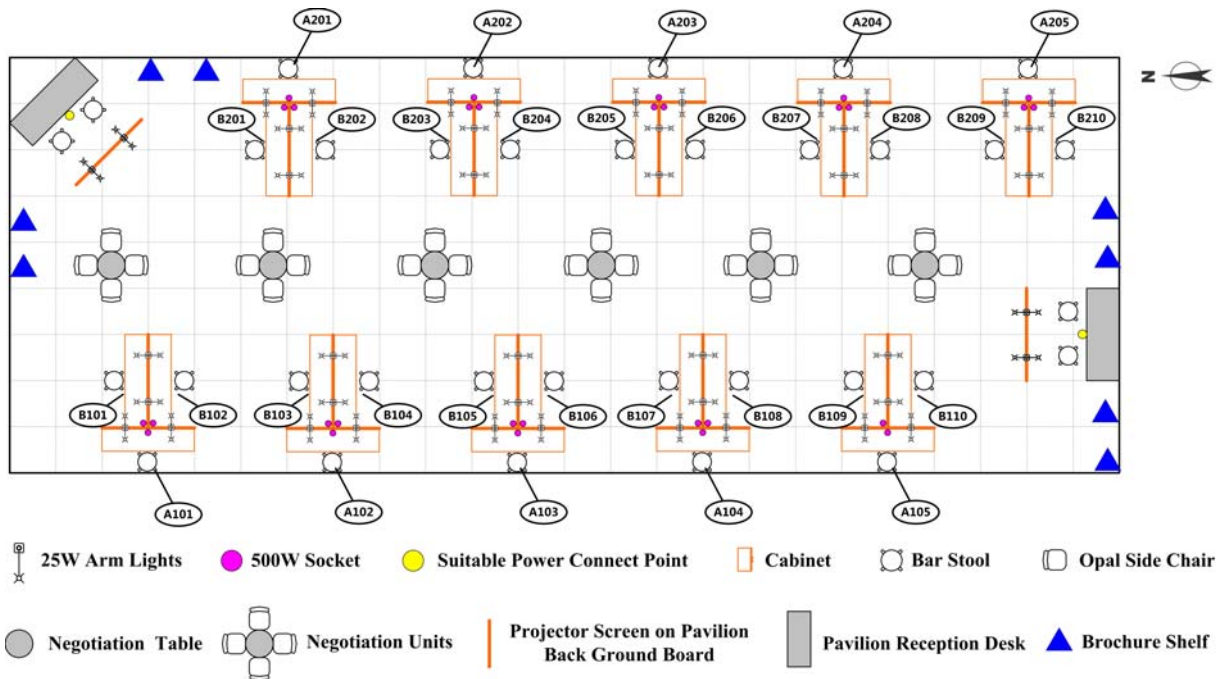 A201
A202
A203
A204
A205
N
B201
B202
B203
B204
B205
B206
B207
B208
B209
B210
B101
B102
B103
B104
B105
B106
B107
B108
B109
B110
A101
A102
A103
A104
A105
25W Arm Lights
500W Socket
Suitable Power Connect Point
Cabinet
Bar Stool
Opal Side Chair
Negotiation Table
Negotiation Units
Projector Screen on Pavilion
Back Ground Board
Pavilion Reception Desk
Brochure Shelf